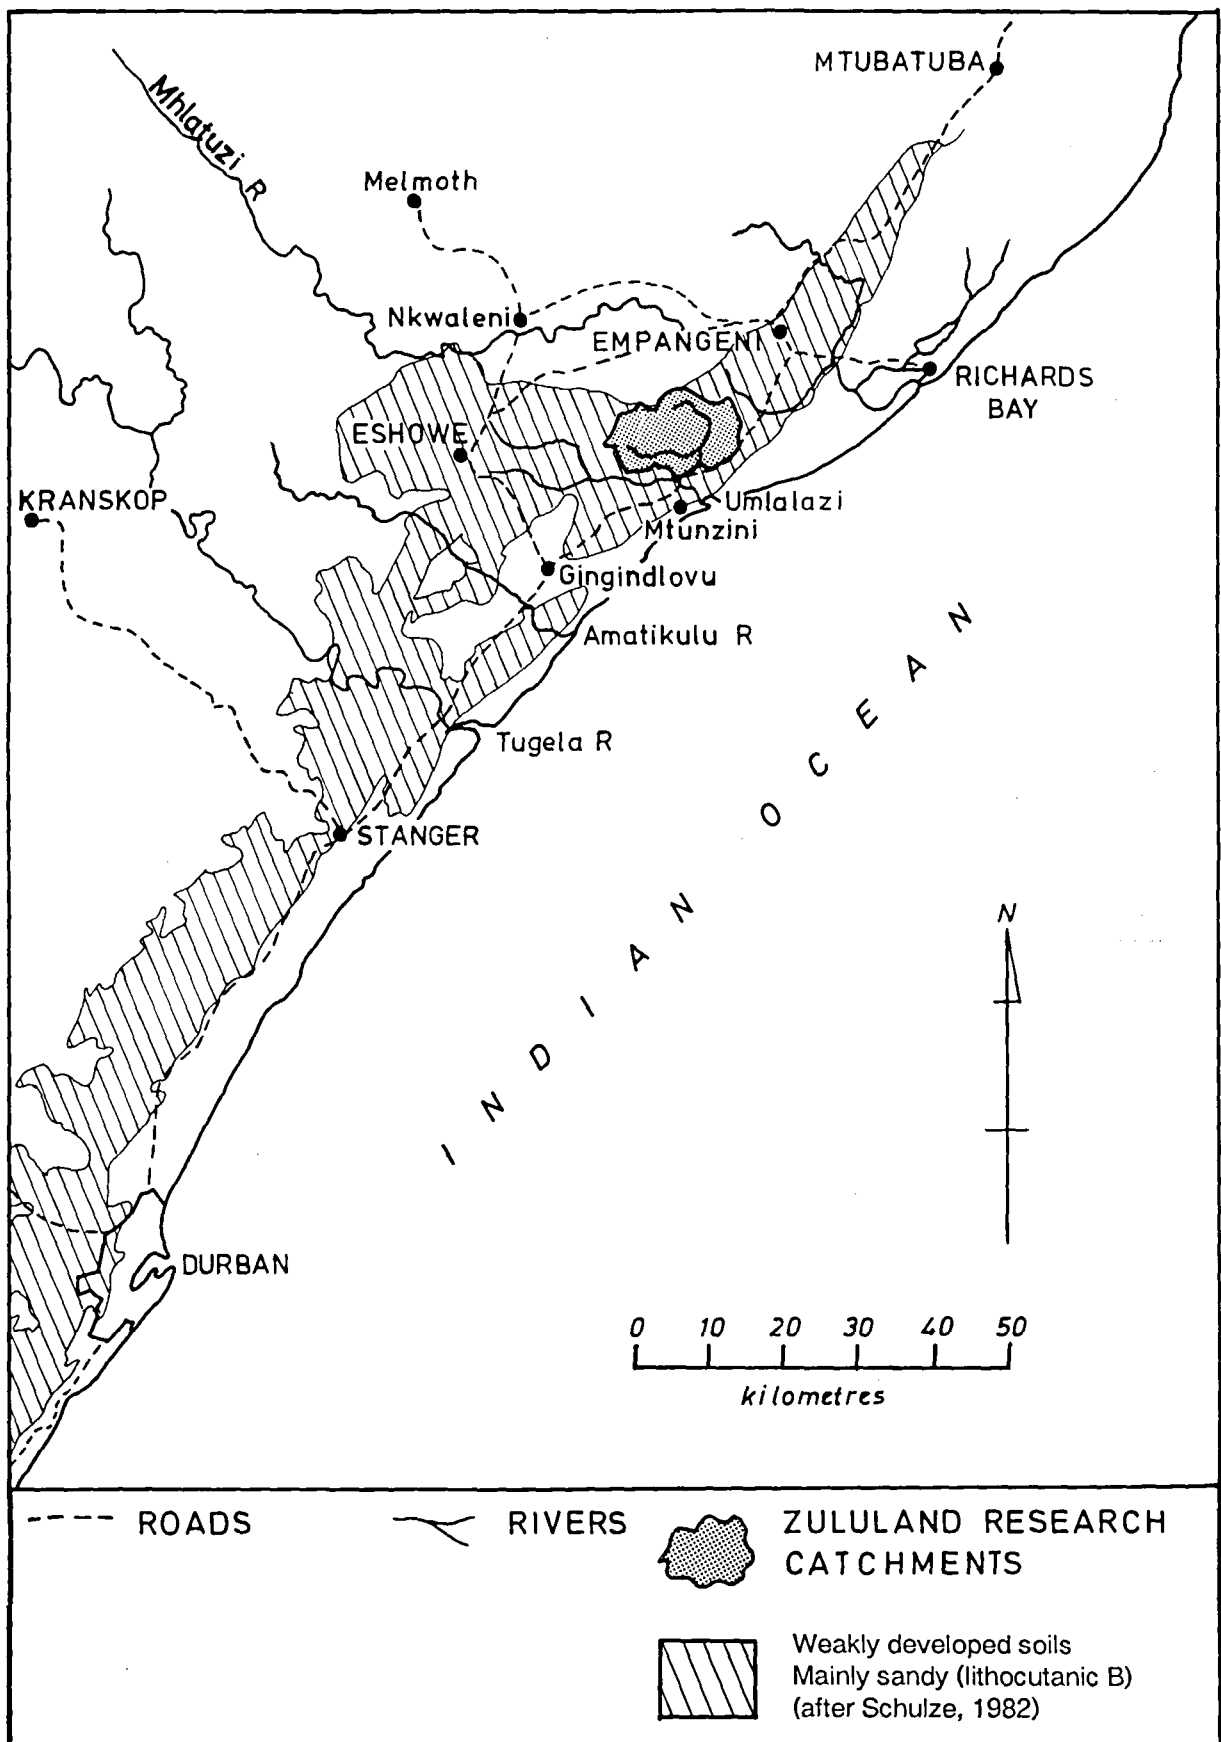 MTUBATUBA
Mhlatuzi R
Melmoth
Nkwaleni
EMPANGENI
RICHARDS
BAY
ESHOWE
KRANSKOP
Umlalazi
Mtunzini
Gingindlovu
Amatikulu R
Tugela R
STANGER
INDIAN OCEAN
N
DURBAN
0 10 20 30 40 50
kilometres
ROADS
RIVERS
ZULULAND RESEARCH
CATCHMENTS
Weakly developed soils
Mainly sandy (lithocutanic B)
(after Schulze, 1982)